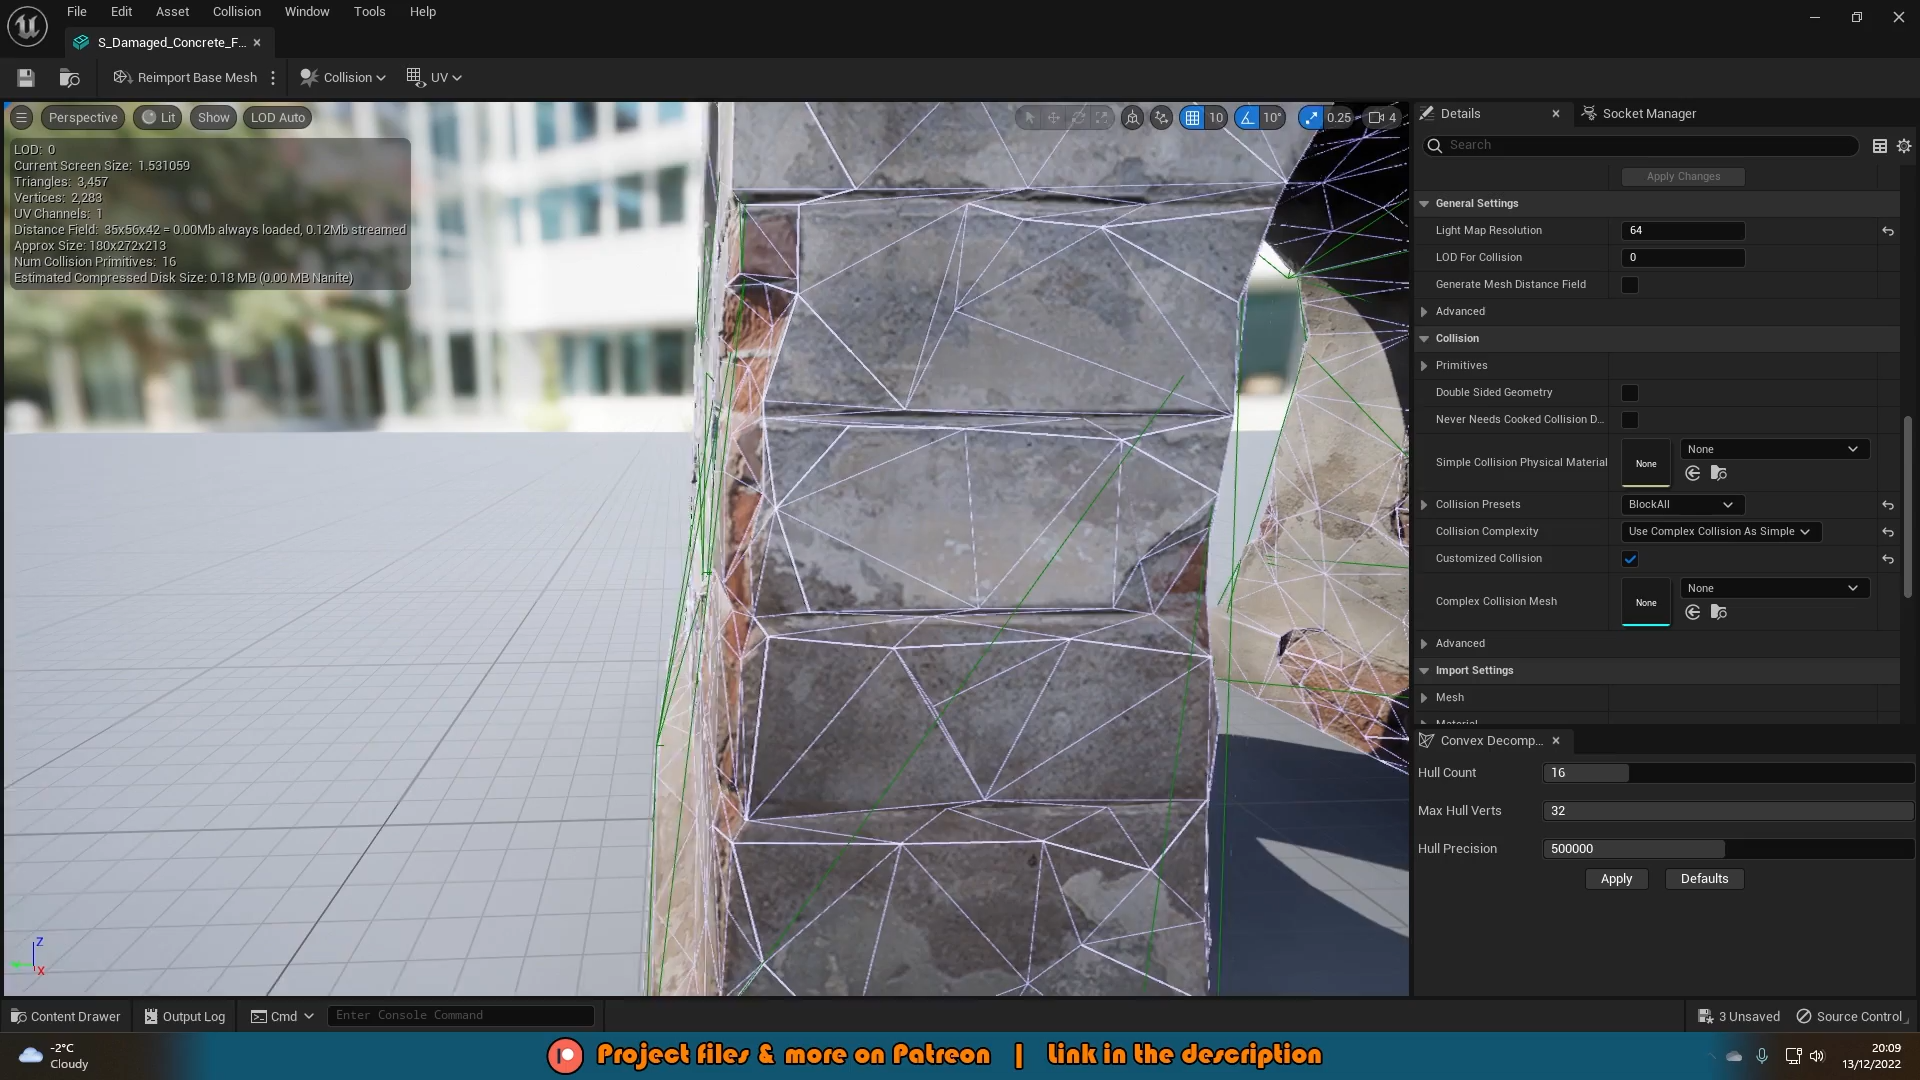 File Edit Asset Collision Window Tools Help
S_Damaged_Concrete_F...
Reimport Base Mesh Collision UV
Perspective Lit Show LOD Auto 10 10° 0.25 4
LOD: 0
Current Screen Size: 1.531059
Triangles: 3,457
Vertices: 2,283
UV Channels: 1
Distance Field: 35x56x42 = 0.00Mb always loaded, 0.12Mb streamed
Approx Size: 180x272x213
Num Collision Primitives: 16
Estimated Compressed Disk Size: 0.18 MB (0.00 MB Nanite)
Z
X
Details Socket Manager
Search
Apply Changes
General Settings
Light Map Resolution 64
LOD For Collision 0
Generate Mesh Distance Field
Advanced
Collision
Primitives
Double Sided Geometry
Never Needs Cooked Collision D...
Simple Collision Physical Material None None
Collision Presets BlockAll
Collision Complexity Use Complex Collision As Simple
Customized Collision
Complex Collision Mesh None None
Advanced
Import Settings
Mesh
Material
Convex Decomp...
Hull Count 16
Max Hull Verts 32
Hull Precision 500000
Apply Defaults
Content Drawer Output Log Cmd Enter Console Command 3 Unsaved Source Control
-2°C
Cloudy
Project files & more on Patreon | Link in the description
20:09
13/12/2022